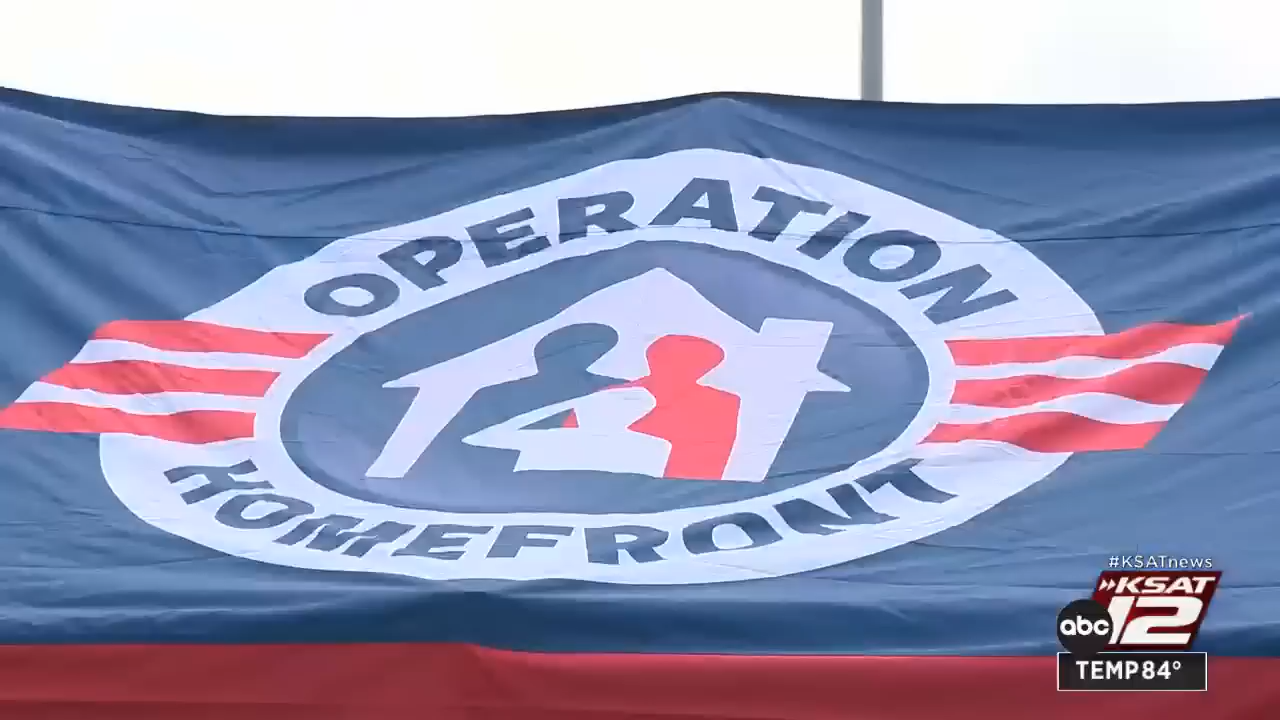 OPERATION
HOMEFRONT
#KSATnews
KSAT
abc 12
TEMP 84°